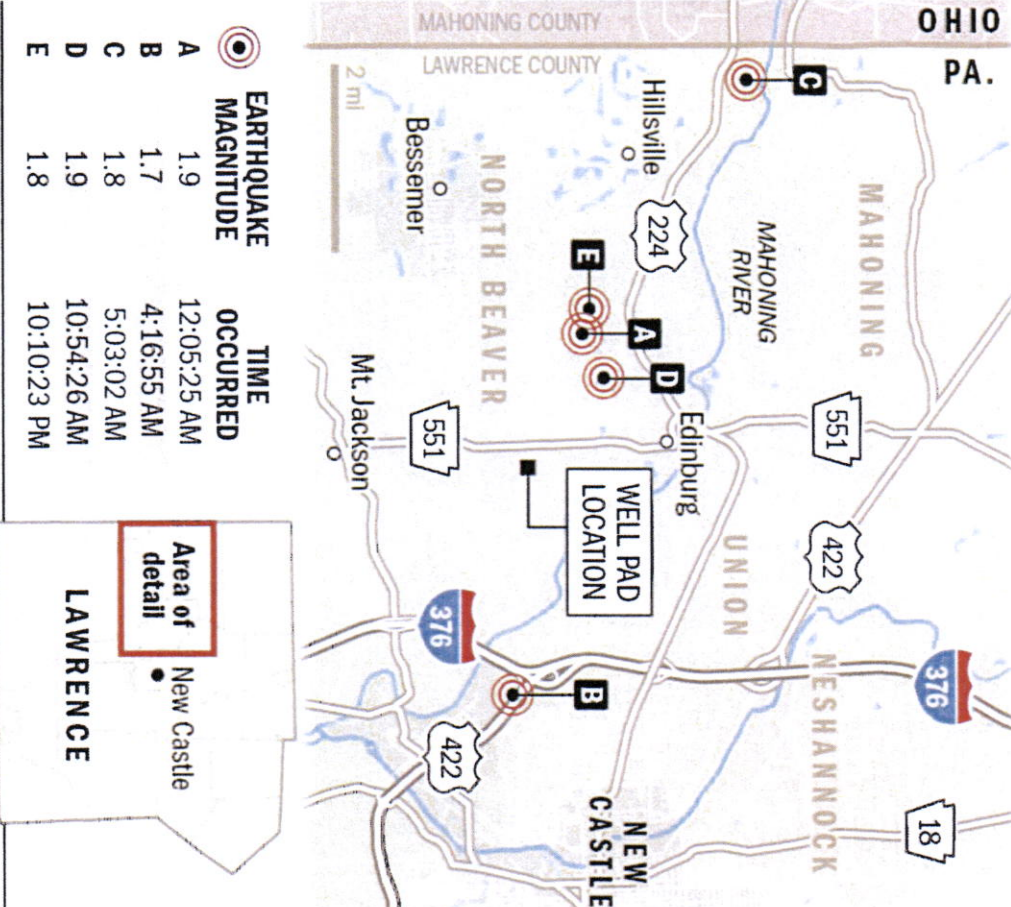 OHIO
PA.
MAHONING COUNTY
LAWRENCE COUNTY
C
MAHONING
MAHONING
RIVER
551
422
376
18
NESHANNOCK
UNION
Hillsville
224
E
A
D
Edinburg
WELL PAD
LOCATION
B
NEW
CASTLE
NORTH BEAVER
Bessemer
551
376
422
Mt. Jackson
2 mi
EARTHQUAKE
MAGNITUDE
TIME
OCCURRED
A 1.9 12:05:25 AM
B 1.7 4:16:55 AM
C 1.8 5:03:02 AM
D 1.9 10:54:26 AM
E 1.8 10:10:23 PM
Area of
detail
New Castle
LAWRENCE